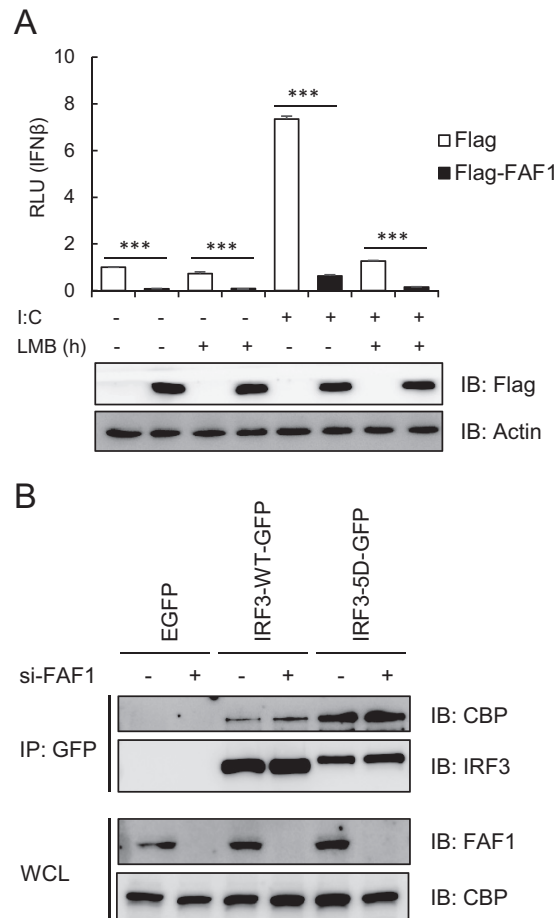 A
RLU (IFNβ)
8
6
4
2
0
*** *** *** ***
Flag
Flag-FAF1
I:C - - - - + + + +
LMB (h) - - + + - - + +
IB: Flag
IB: Actin
B
EGFP
IRF3-WT-GFP
IRF3-5D-GFP
si-FAF1 - + - + - +
IP: GFP
IB: CBP
IB: IRF3
WCL
IB: FAF1
IB: CBP